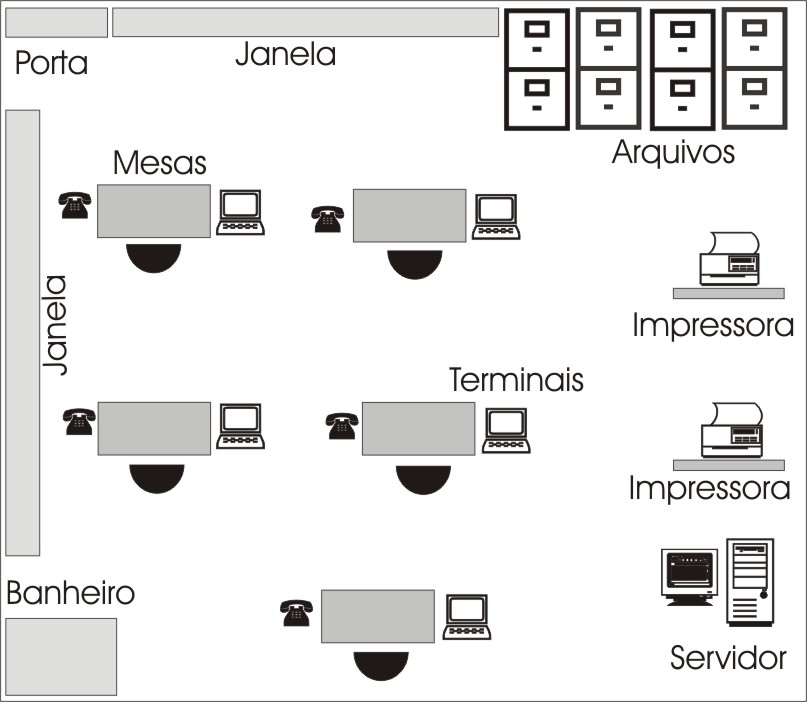 Porta
Janela
Arquivos
Mesas
Janela
Impressora
Terminais
Impressora
Banheiro
Servidor